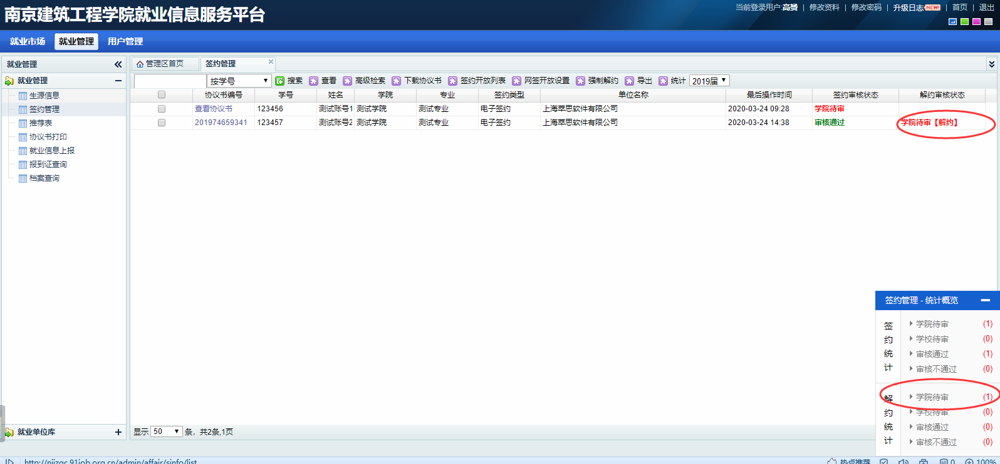 南京建筑工程学院就业信息服务平台
当前登录用户:高赟 | 修改资料 | 修改密码 | 升级日志 NEW! | 首页 | 退出
就业市场 就业管理 用户管理
就业管理
管理区首页 签约管理
就业管理
生源信息
签约管理
推荐表
协议书打印
就业信息上报
报到证查询
档案查询
就业单位库
按学号 搜索 查看 高级检索 下载协议书 签约开放列表 网签开放设置 强制解约 导出 统计 2019届
协议书编号 学号 姓名 学院 专业 签约类型 单位名称 最后操作时间 签约审核状态 解约审核状态
查看协议书 123456 测试账号1 测试学院 测试专业 电子签约 上海萃思软件有限公司 2020-03-24 09:28 学院待审
201974659341 123457 测试账号2 测试学院 测试专业 电子签约 上海萃思软件有限公司 2020-03-24 14:38 审核通过 学院待审【解约】
签约管理 - 统计概览
签约统计
学院待审 (1)
学校待审 (0)
审核通过 (1)
审核不通过 (0)
解约统计
学院待审 (1)
学校待审 (0)
审核通过 (0)
审核不通过 (0)
显示 50 条，共2条,1页
http://njjzgc.91job.org.cn/admin/affair/sinfo/list
热点推荐 0 100%